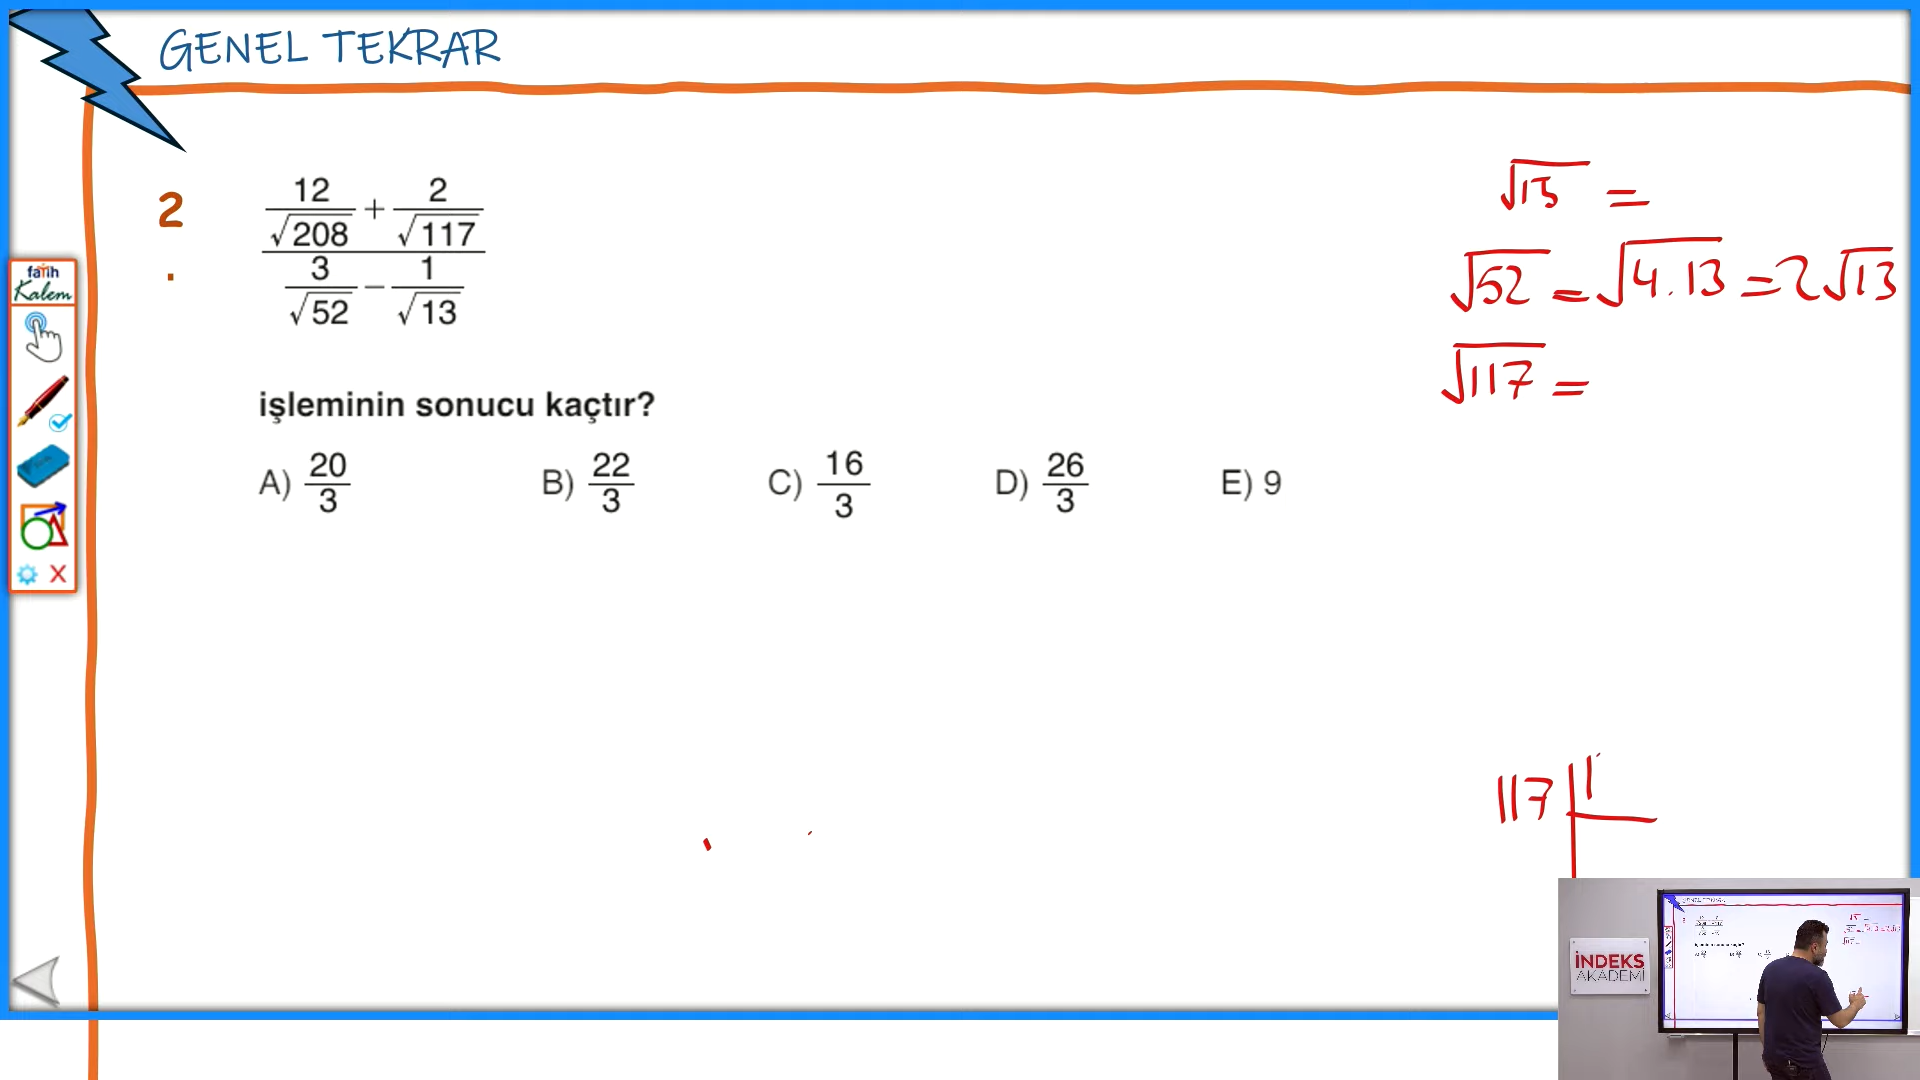 GENEL TEKRAR
2.
12/√208 + 2/√117
3/√52 − 1/√13
işleminin sonucu kaçtır?
A) 20/3 B) 22/3 C) 16/3 D) 26/3 E) 9
√13 =
√52 = √4.13 = 2√13
√117 =
117
fatih
Kalem
İNDEKS
AKADEMİ